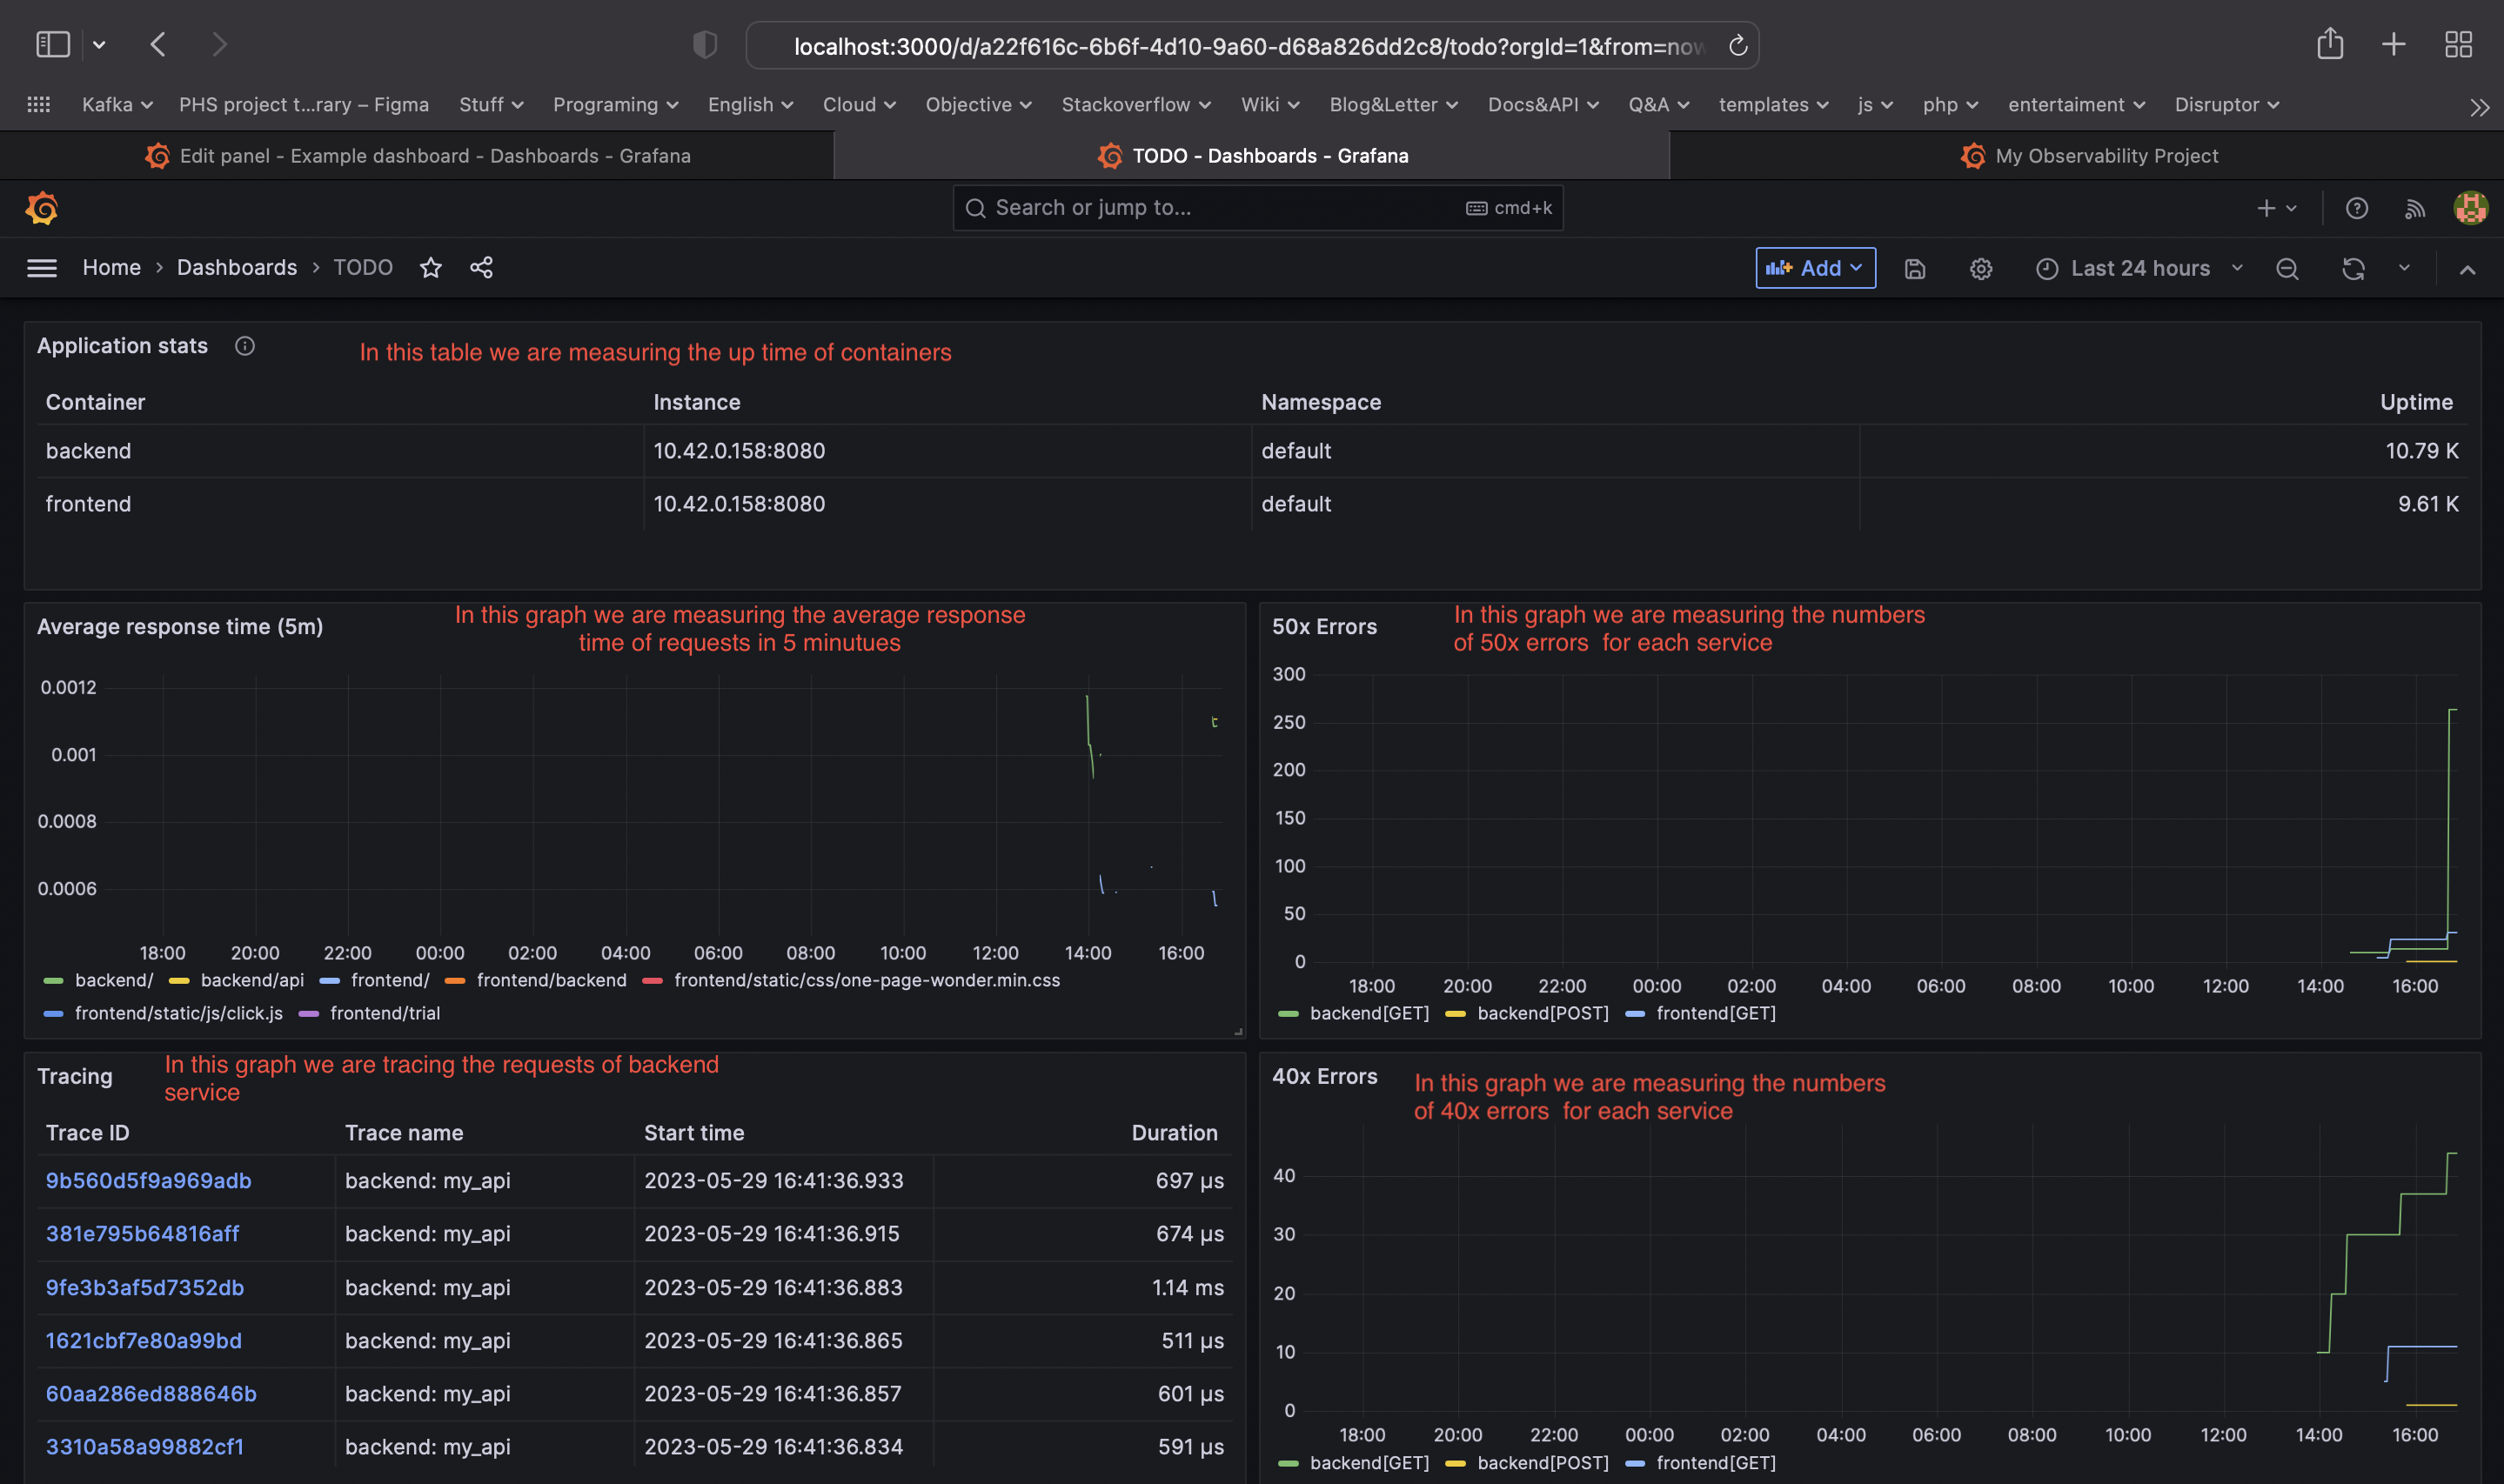 localhost:3000/d/a22f616c-6b6f-4d10-9a60-d68a826dd2c8/todo?orgId=1&from=now
Kafka PHS project t...rary – Figma Stuff Programing English Cloud Objective Stackoverflow Wiki Blog&Letter Docs&API Q&A templates js php entertaiment Disruptor
Edit panel - Example dashboard - Dashboards - Grafana TODO - Dashboards - Grafana My Observability Project
Search or jump to... cmd+k
Home › Dashboards › TODO Add Last 24 hours
Application stats In this table we are measuring the up time of containers
Container Instance Namespace Uptime
backend 10.42.0.158:8080 default 10.79 K
frontend 10.42.0.158:8080 default 9.61 K
Average response time (5m)
In this graph we are measuring the average response
time of requests in 5 minutues
0.0012
0.001
0.0008
0.0006
18:00 20:00 22:00 00:00 02:00 04:00 06:00 08:00 10:00 12:00 14:00 16:00
backend/ backend/api frontend/ frontend/backend frontend/static/css/one-page-wonder.min.css
frontend/static/js/click.js frontend/trial
50x Errors
In this graph we are measuring the numbers
of 50x errors for each service
300
250
200
150
100
50
0
18:00 20:00 22:00 00:00 02:00 04:00 06:00 08:00 10:00 12:00 14:00 16:00
backend[GET] backend[POST] frontend[GET]
Tracing
In this graph we are tracing the requests of backend
service
Trace ID Trace name Start time Duration
9b560d5f9a969adb backend: my_api 2023-05-29 16:41:36.933 697 µs
381e795b64816aff backend: my_api 2023-05-29 16:41:36.915 674 µs
9fe3b3af5d7352db backend: my_api 2023-05-29 16:41:36.883 1.14 ms
1621cbf7e80a99bd backend: my_api 2023-05-29 16:41:36.865 511 µs
60aa286ed888646b backend: my_api 2023-05-29 16:41:36.857 601 µs
3310a58a99882cf1 backend: my_api 2023-05-29 16:41:36.834 591 µs
40x Errors
In this graph we are measuring the numbers
of 40x errors for each service
40
30
20
10
0
18:00 20:00 22:00 00:00 02:00 04:00 06:00 08:00 10:00 12:00 14:00 16:00
backend[GET] backend[POST] frontend[GET]